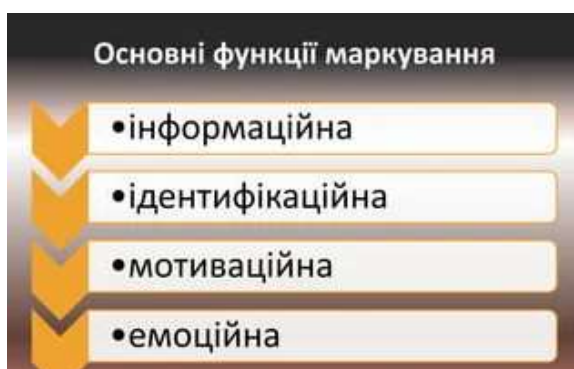 Основні функції маркування
•інформаційна
•ідентифікаційна
•мотиваційна
•емоційна